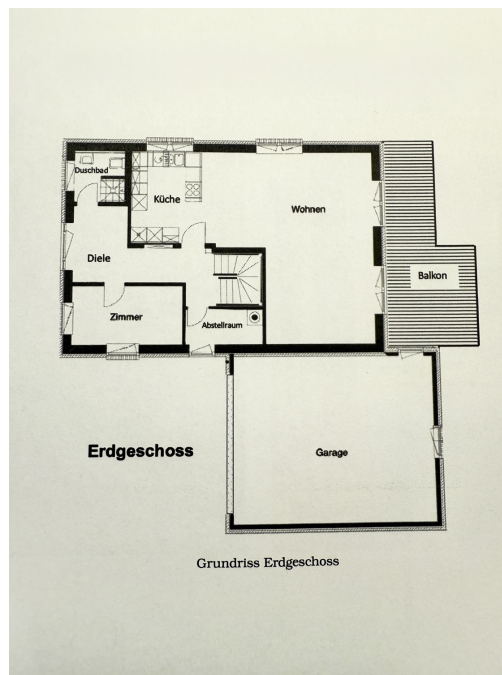 Duschbad
Küche
Wohnen
Diele
Balkon
Zimmer
Abstellraum
Erdgeschoss
Garage
Grundriss Erdgeschoss